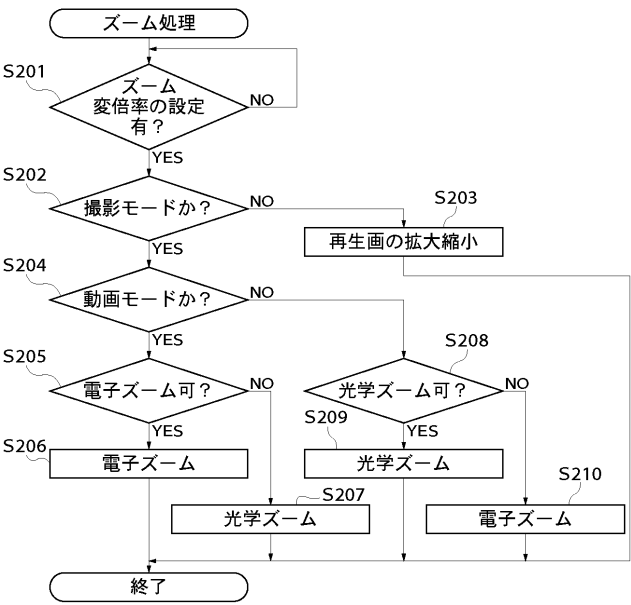 ズーム処理
S201
ズーム
変倍率の設定
有？
NO
YES
S202
撮影モードか？
NO
YES
S203
再生画の拡大縮小
S204
動画モードか？
NO
YES
S205
電子ズーム可？
NO
YES
S208
光学ズーム可？
NO
YES
S206
電子ズーム
S209
光学ズーム
S207
光学ズーム
S210
電子ズーム
終了